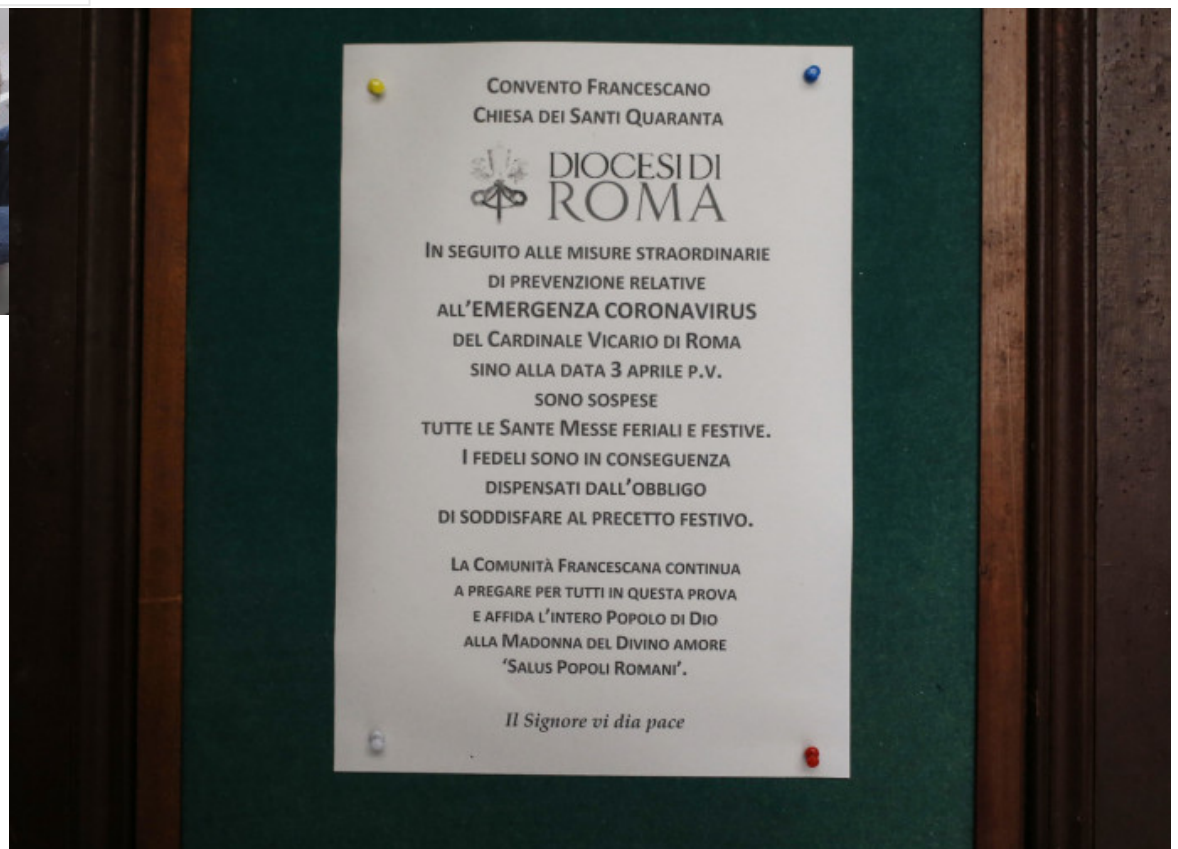 Convento Francescano
Chiesa dei Santi Quaranta
DIOCESI DI
ROMA
In seguito alle misure straordinarie
di prevenzione relative
all'EMERGENZA CORONAVIRUS
del Cardinale Vicario di Roma
sino alla data 3 aprile p.v.
sono sospese
tutte le Sante Messe feriali e festive.
I fedeli sono in conseguenza
dispensati dall'obbligo
di soddisfare al precetto festivo.
La Comunità Francescana continua
a pregare per tutti in questa prova
e affida l'intero Popolo di Dio
alla Madonna del Divino amore
'Salus Popoli Romani'.
Il Signore vi dia pace